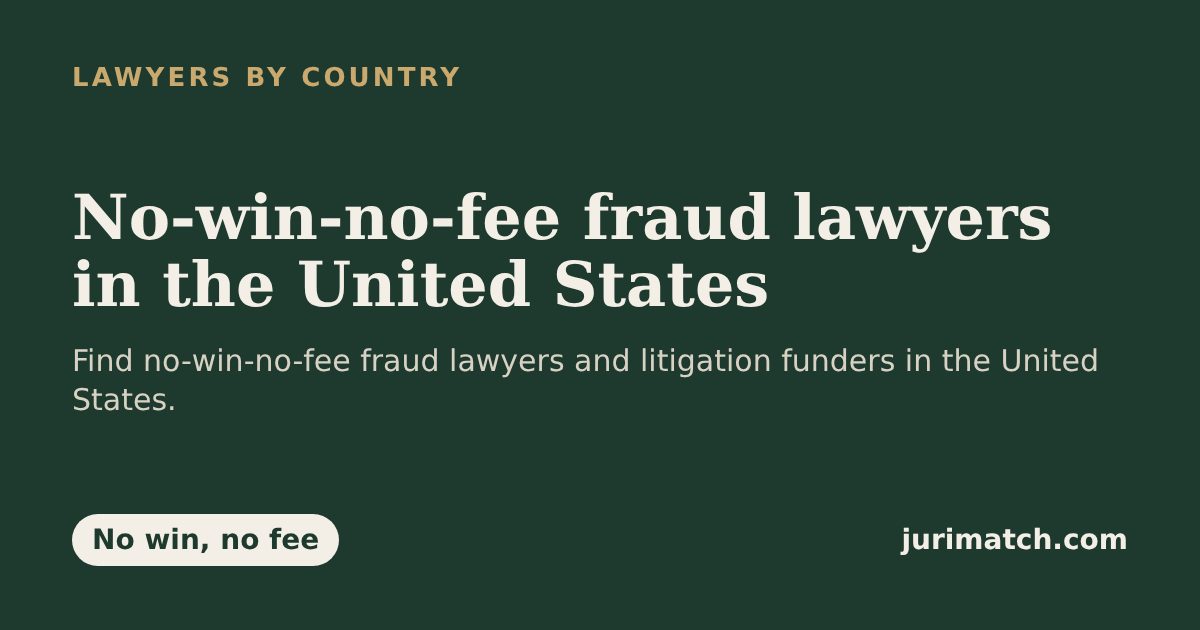 LAWYERS BY COUNTRY
No-win-no-fee fraud lawyers
in the United States
Find no-win-no-fee fraud lawyers and litigation funders in the United
States.
No win, no fee
jurimatch.com